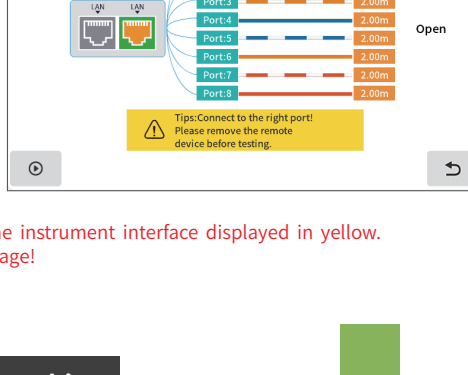 LAN LAN
Port:3 2.00m
Port:4 2.00m
Open
Port:5 2.00m
Port:6 2.00m
Port:7 2.00m
Port:8 2.00m
Tips:Connect to the right port!
Please remove the remote
device before testing.
instrument interface displayed in yellow.